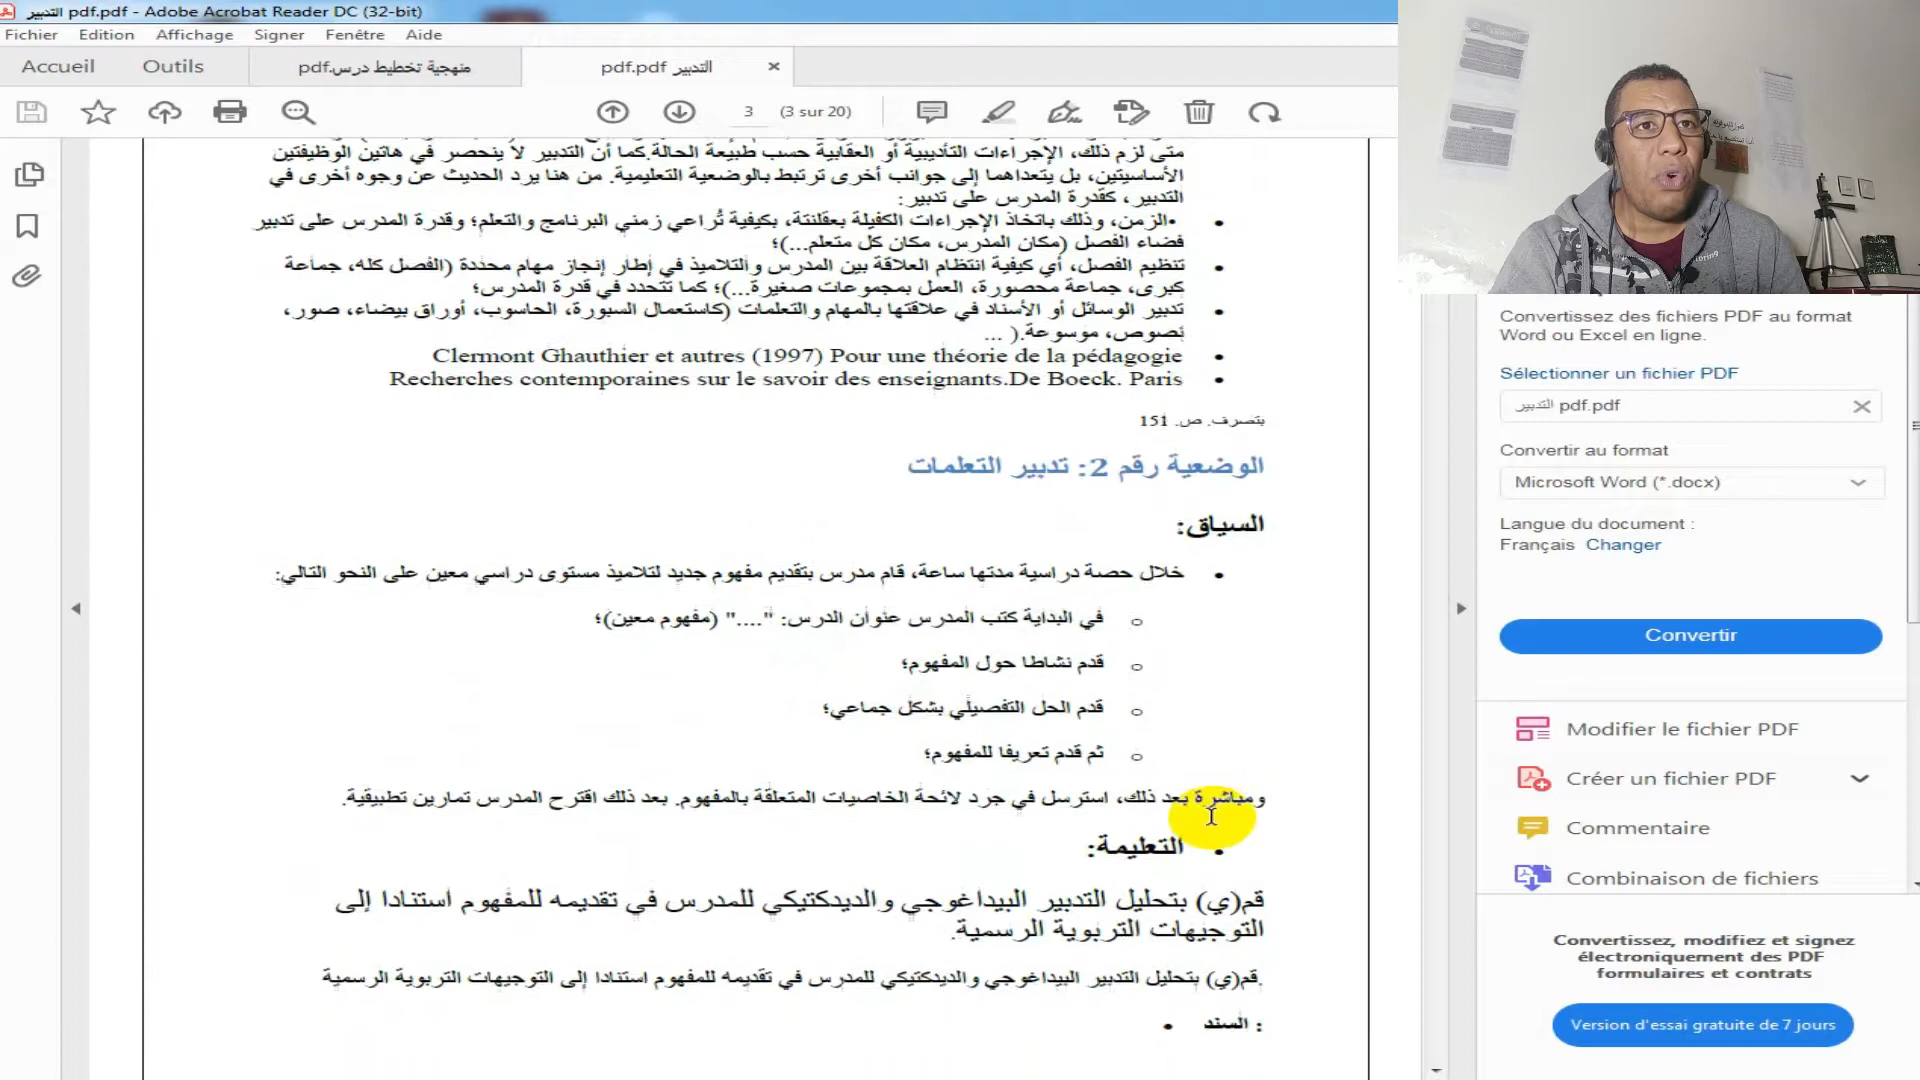 التدبير pdf.pdf - Adobe Acrobat Reader DC (32-bit)
Fichier Edition Affichage Signer Fenêtre Aide
Accueil Outils منهجية تخطيط درس.pdf التدبير pdf.pdf
3 (3 sur 20)
متى لزم ذلك، الإجراءات التأديبية أو العقابية حسب طبيعة الحالة.كما أن التدبير لا ينحصر في هاتين الوظيفتين
الأساسيتين، بل يتعداهما إلى جوانب أخرى ترتبط بالوضعية التعليمية. من هنا يرد الحديث عن وجوه أخرى في
التدبير، كقدرة المدرس على تدبير:
•الزمن، وذلك باتخاذ الإجراءات الكفيلة بعقلنتة، بكيفية تُراعي زمني البرنامج والتعلم؛ وقدرة المدرس على تدبير
فضاء الفصل (مكان المدرس، مكان كل متعلم...)؛
تنظيم الفصل، أي كيفية انتظام العلاقة بين المدرس والتلاميذ في إطار إنجاز مهام محددة (الفصل كله، جماعة
كبرى، جماعة محصورة، العمل بمجموعات صغيرة...)؛ كما تتحدد في قدرة المدرس؛
تدبير الوسائل أو الأسناد في علاقتها بالمهام والتعلمات (كاستعمال السبورة، الحاسوب، أوراق بيضاء، صور،
نصوص، موسوعة.( ...
Clermont Ghauthier et autres (1997) Pour une théorie de la pédagogie
Recherches contemporaines sur le savoir des enseignants.De Boeck. Paris
بتصرف. ص. 151
الوضعية رقم 2: تدبير التعلمات
السياق:
خلال حصة دراسية مدتها ساعة، قام مدرس بتقديم مفهوم جديد لتلاميذ مستوى دراسي معين على النحو التالي:
في البداية كتب المدرس عنوان الدرس: "...." (مفهوم معين)؛
قدم نشاطا حول المفهوم؛
قدم الحل التفصيلي بشكل جماعي؛
ثم قدم تعريفا للمفهوم؛
ومباشرة بعد ذلك، استرسل في جرد لائحة الخاصيات المتعلقة بالمفهوم. بعد ذلك اقترح المدرس تمارين تطبيقية.
التعليمة:
قم(ي) بتحليل التدبير البيداغوجي والديدكتيكي للمدرس في تقديمه للمفهوم استنادا إلى
التوجيهات التربوية الرسمية.
.قم(ي) بتحليل التدبير البيداغوجي والديدكتيكي للمدرس في تقديمه للمفهوم استنادا إلى التوجيهات التربوية الرسمية
: السند
Convertissez des fichiers PDF au format
Word ou Excel en ligne.
Sélectionner un fichier PDF
التدبير pdf.pdf
Convertir au format
Microsoft Word (*.docx)
Langue du document :
Français Changer
Convertir
Modifier le fichier PDF
Créer un fichier PDF
Commentaire
Combinaison de fichiers
Convertissez, modifiez et signez
électroniquement des PDF
formulaires et contrats
Version d'essai gratuite de 7 jours